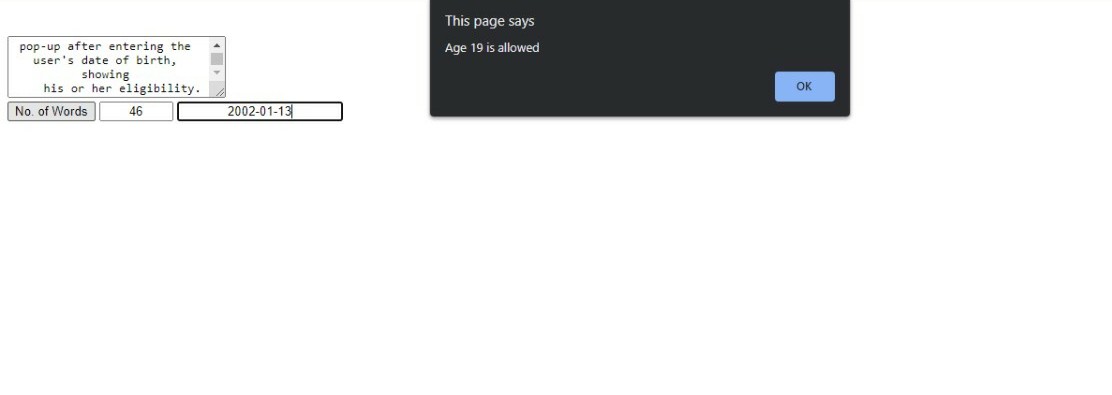 This page says
Age 19 is allowed
OK
pop-up after entering the
user's date of birth,
showing
his or her eligibility.
No. of Words 46 2002-01-13